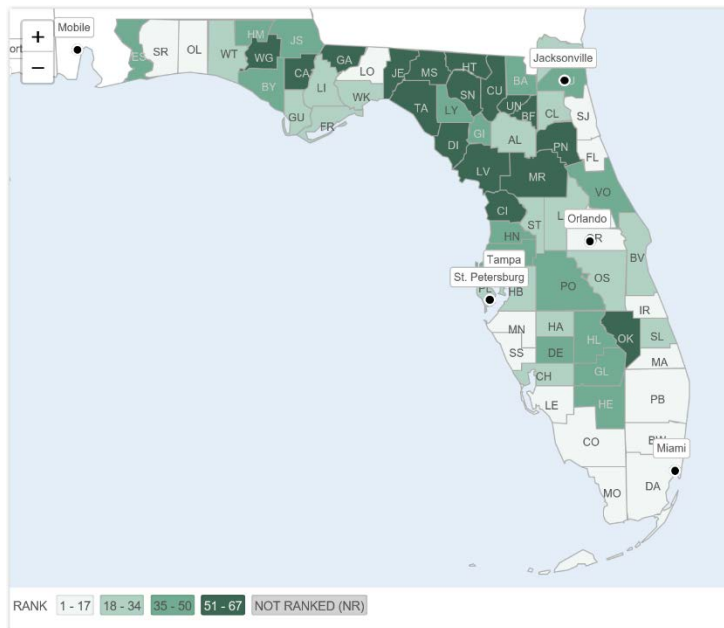 Mobile
+
−
ort
ES
SR
OL
HM
JS
WT
WG
BY
CA
GA
LO
LI
GU
WK
FR
JE
MS
HT
TA
SN
CU
LY
UN
BF
BA
Jacksonville
CL
SJ
DI
GI
AL
PN
FL
LV
MR
VO
CI
ST
Orlando
HN
Tampa
St. Petersburg
HB
PO
OS
BV
IR
MN
HA
HL
OK
SL
SS
DE
MA
CH
GL
LE
HE
PB
CO
BW
Miami
MO
DA
RANK 1 - 17 18 - 34 35 - 50 51 - 67 NOT RANKED (NR)